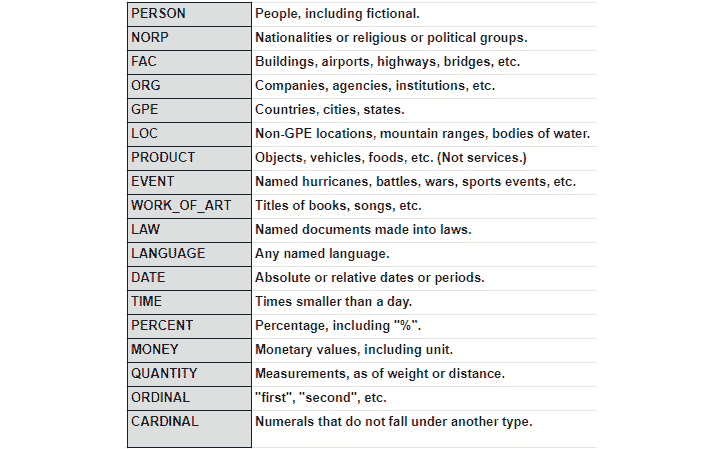 PERSON People, including fictional.
NORP Nationalities or religious or political groups.
FAC Buildings, airports, highways, bridges, etc.
ORG Companies, agencies, institutions, etc.
GPE Countries, cities, states.
LOC Non-GPE locations, mountain ranges, bodies of water.
PRODUCT Objects, vehicles, foods, etc. (Not services.)
EVENT Named hurricanes, battles, wars, sports events, etc.
WORK_OF_ART Titles of books, songs, etc.
LAW Named documents made into laws.
LANGUAGE Any named language.
DATE Absolute or relative dates or periods.
TIME Times smaller than a day.
PERCENT Percentage, including "%".
MONEY Monetary values, including unit.
QUANTITY Measurements, as of weight or distance.
ORDINAL "first", "second", etc.
CARDINAL Numerals that do not fall under another type.